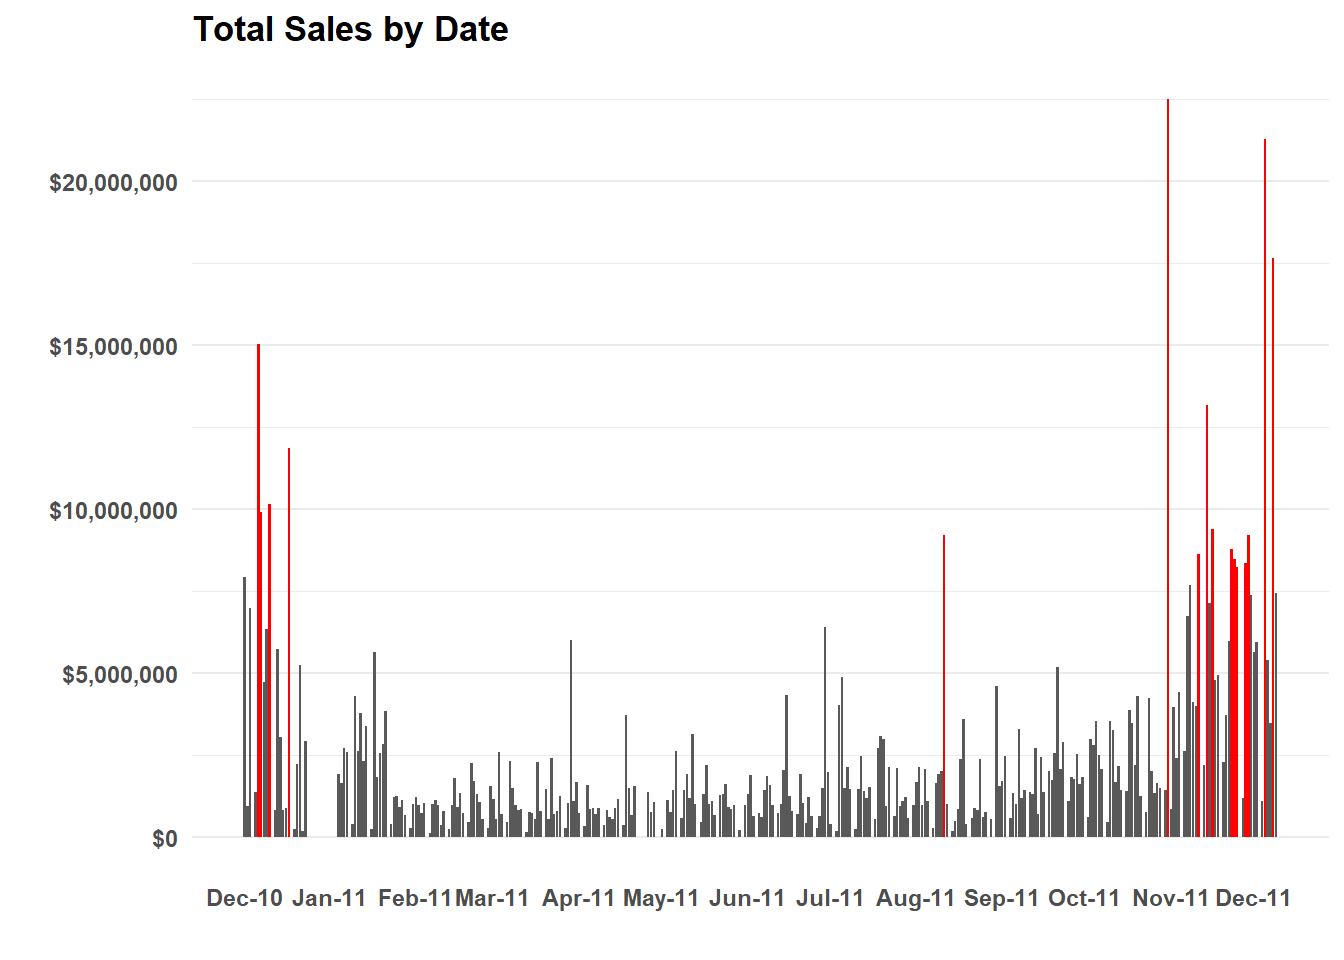 Total Sales by Date
$20,000,000
$15,000,000
$10,000,000
$5,000,000
$0
Dec-10 Jan-11 Feb-11 Mar-11 Apr-11 May-11 Jun-11 Jul-11 Aug-11 Sep-11 Oct-11 Nov-11 Dec-11